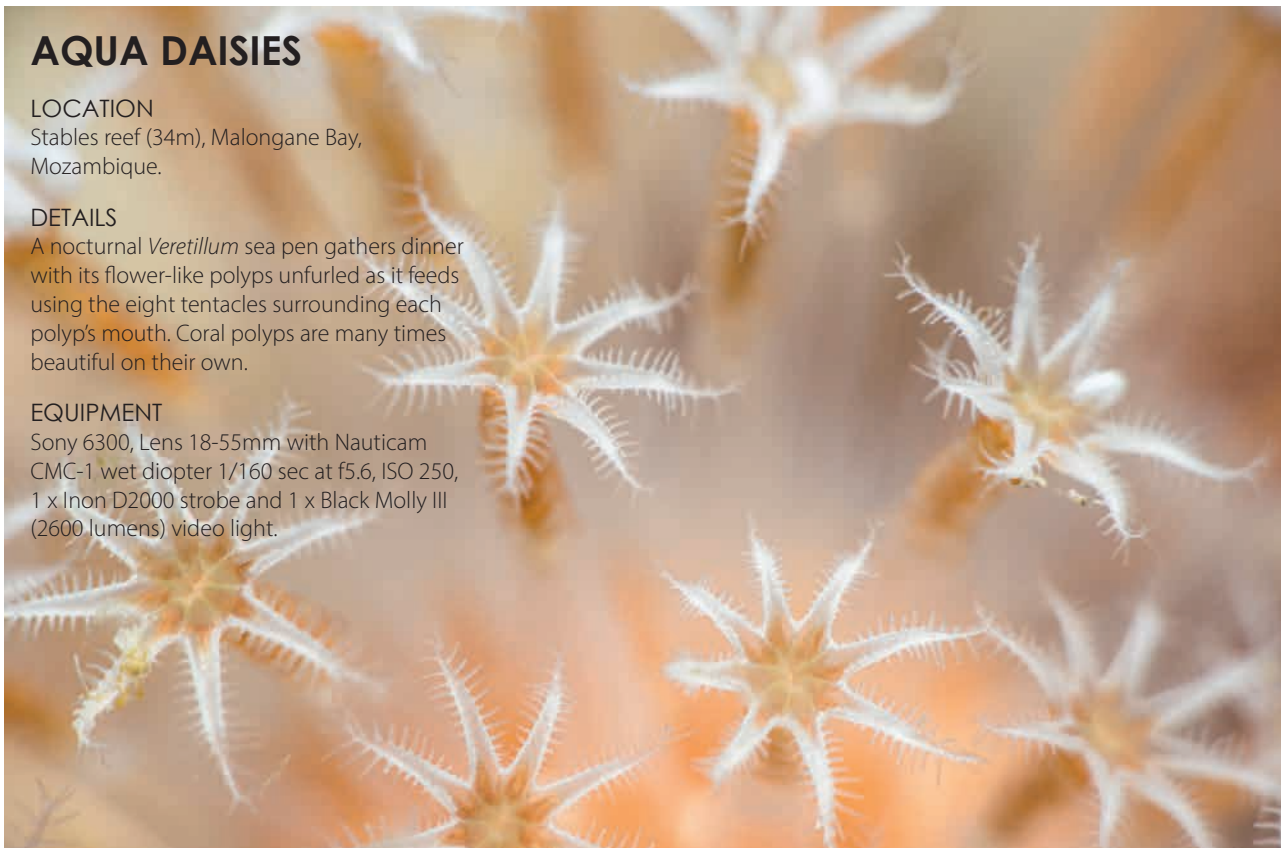 AQUA DAISIES
LOCATION
Stables reef (34m), Malongane Bay,
Mozambique.
DETAILS
A nocturnal Veretillum sea pen gathers dinner
with its flower-like polyps unfurled as it feeds
using the eight tentacles surrounding each
polyp's mouth. Coral polyps are many times
beautiful on their own.
EQUIPMENT
Sony 6300, Lens 18-55mm with Nauticam
CMC-1 wet diopter 1/160 sec at f5.6, ISO 250,
1 x Inon D2000 strobe and 1 x Black Molly III
(2600 lumens) video light.